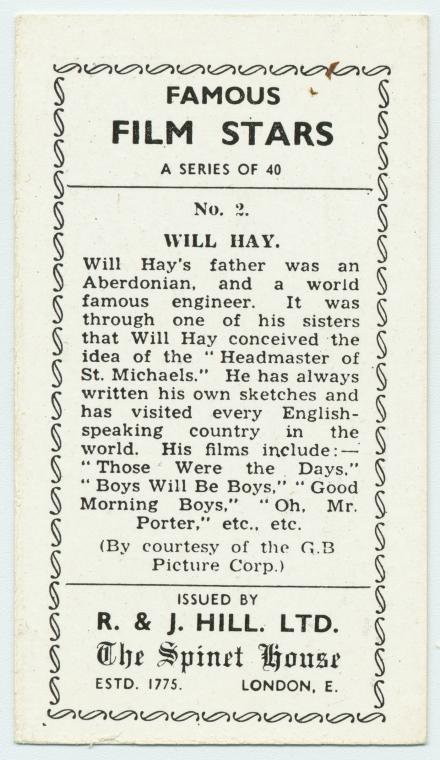 FAMOUS
FILM STARS
A SERIES OF 40
No. 2.
WILL HAY.
Will Hay's father was an
Aberdonian, and a world
famous engineer. It was
through one of his sisters
that Will Hay conceived the
idea of the "Headmaster of
St. Michaels." He has always
written his own sketches and
has visited every English-
speaking country in the
world. His films include:—
"Those Were the Days,"
"Boys Will Be Boys," "Good
Morning Boys," "Oh, Mr.
Porter," etc., etc.
(By courtesy of the G.B
Picture Corp.)
ISSUED BY
R. & J. HILL. LTD.
The Spinet House
ESTD. 1775. LONDON, E.